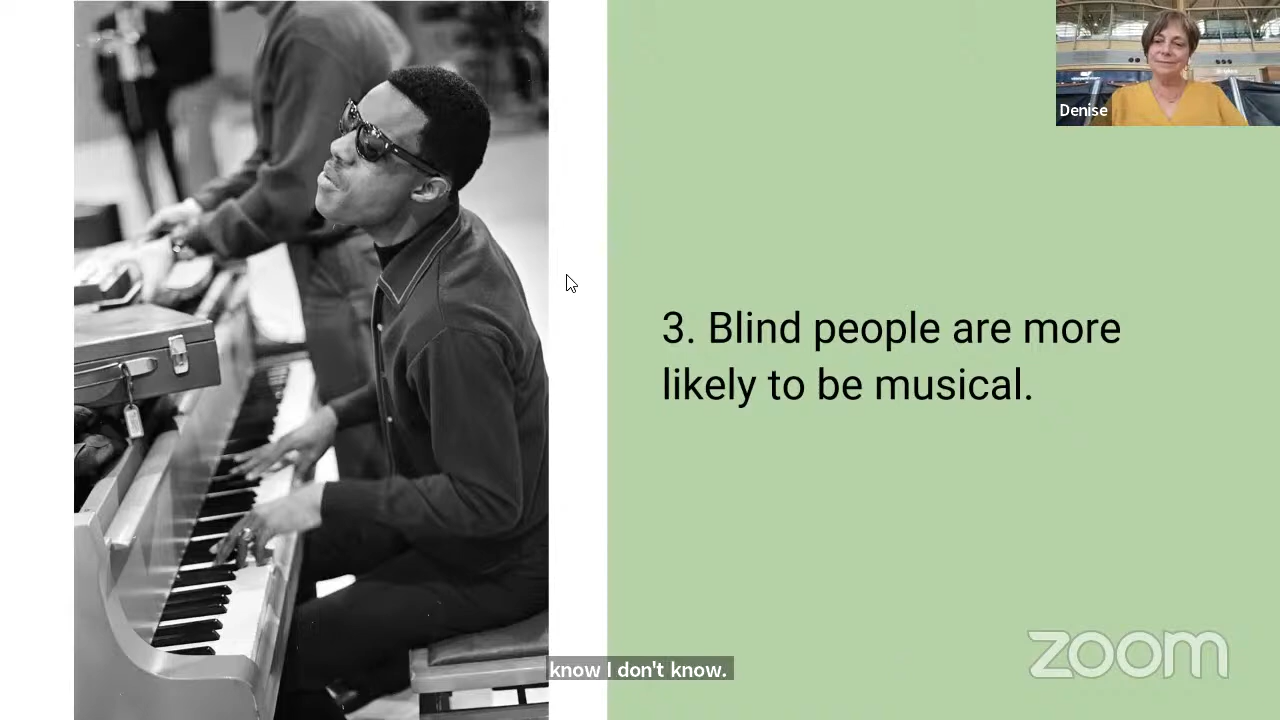 Denise
3. Blind people are more
likely to be musical.
zoom
know I don't know.